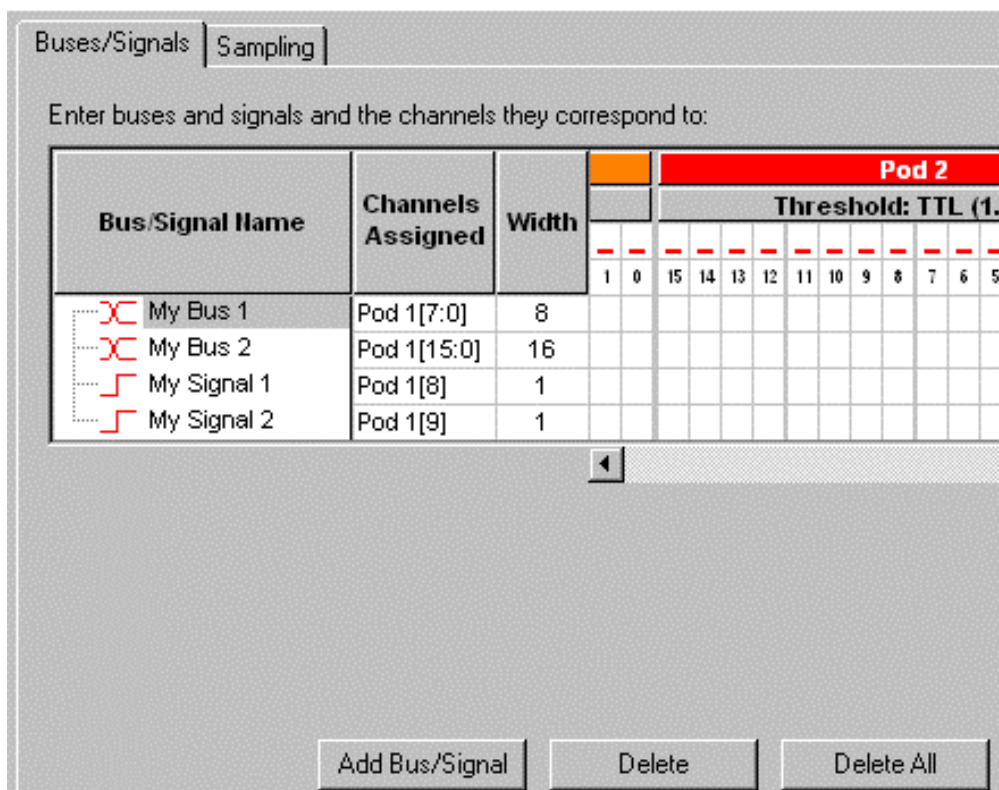 Buses/Signals Sampling
Enter buses and signals and the channels they correspond to:
Bus/Signal Name Channels Assigned Width Pod 2
Threshold: TTL (1.
1 0 15 14 13 12 11 10 9 8 7 6 5
My Bus 1 Pod 1[7:0] 8
My Bus 2 Pod 1[15:0] 16
My Signal 1 Pod 1[8] 1
My Signal 2 Pod 1[9] 1
Add Bus/Signal Delete Delete All